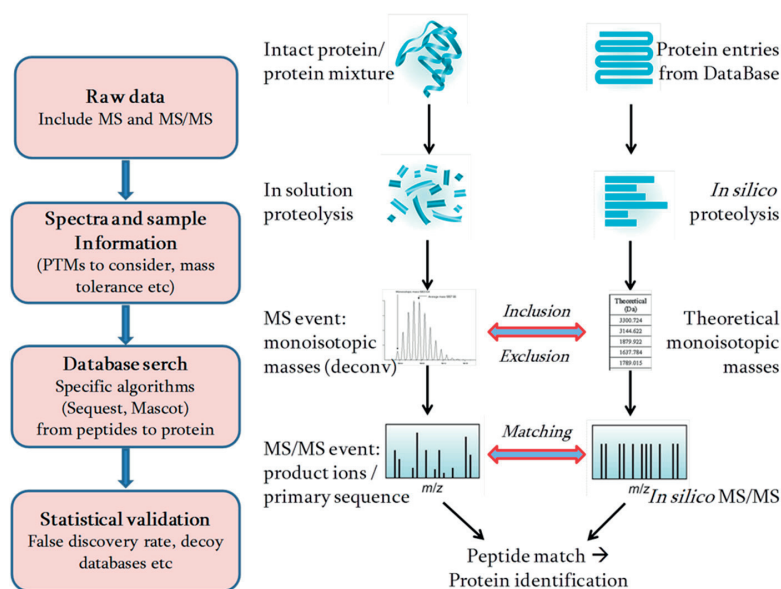 Raw data
Include MS and MS/MS
Spectra and sample
Information
(PTMs to consider, mass
tolerance etc)
Database serch
Specific algorithms
(Sequest, Mascot)
from peptides to protein
Statistical validation
False discovery rate, decoy
databases etc
Intact protein/
protein mixture
Protein entries
from DataBase
In solution
proteolysis
In silico
proteolysis
MS event:
monoisotopic
masses (deconv)
Inclusion
Exclusion
Theoretical
(Da)
3300.724
3144.622
1879.922
1637.784
1789.015
Theoretical
monoisotopic
masses
MS/MS event:
product ions /
primary sequence
m/z
Matching
m/z
In silico MS/MS
Peptide match →
Protein identification